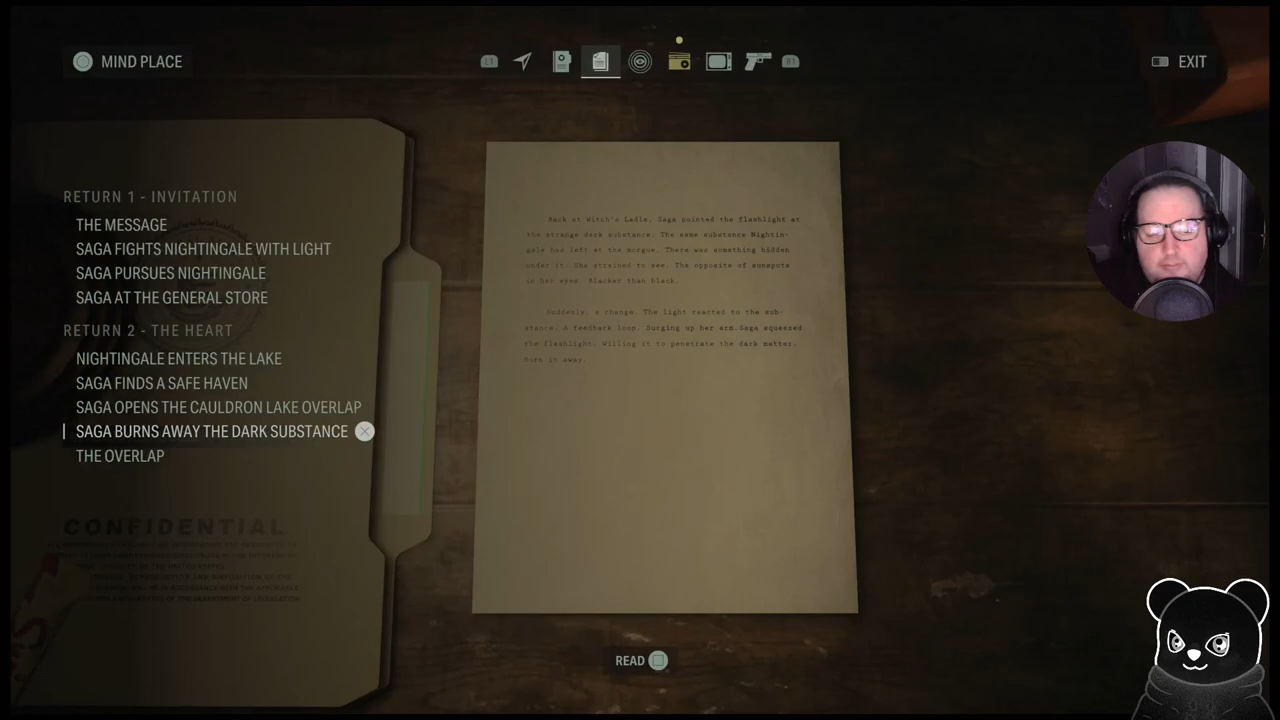 MIND PLACE
L1
R1
EXIT
RETURN 1 - INVITATION
THE MESSAGE
SAGA FIGHTS NIGHTINGALE WITH LIGHT
SAGA PURSUES NIGHTINGALE
SAGA AT THE GENERAL STORE
RETURN 2 - THE HEART
NIGHTINGALE ENTERS THE LAKE
SAGA FINDS A SAFE HAVEN
SAGA OPENS THE CAULDRON LAKE OVERLAP
SAGA BURNS AWAY THE DARK SUBSTANCE
THE OVERLAP
CONFIDENTIAL
Back at Witch's Ladle, Saga pointed the flashlight at
the strange dark substance. The same substance Nightin-
gale had left at the morgue. There was something hidden
under it. She strained to see. The opposite of sunspots
in her eyes. Blacker than black.
Suddenly, a change. The light reacted to the sub-
stance. A feedback loop. Surging up her arm. Saga squeezed
the flashlight. Willing it to penetrate the dark matter.
Burn it away.
READ